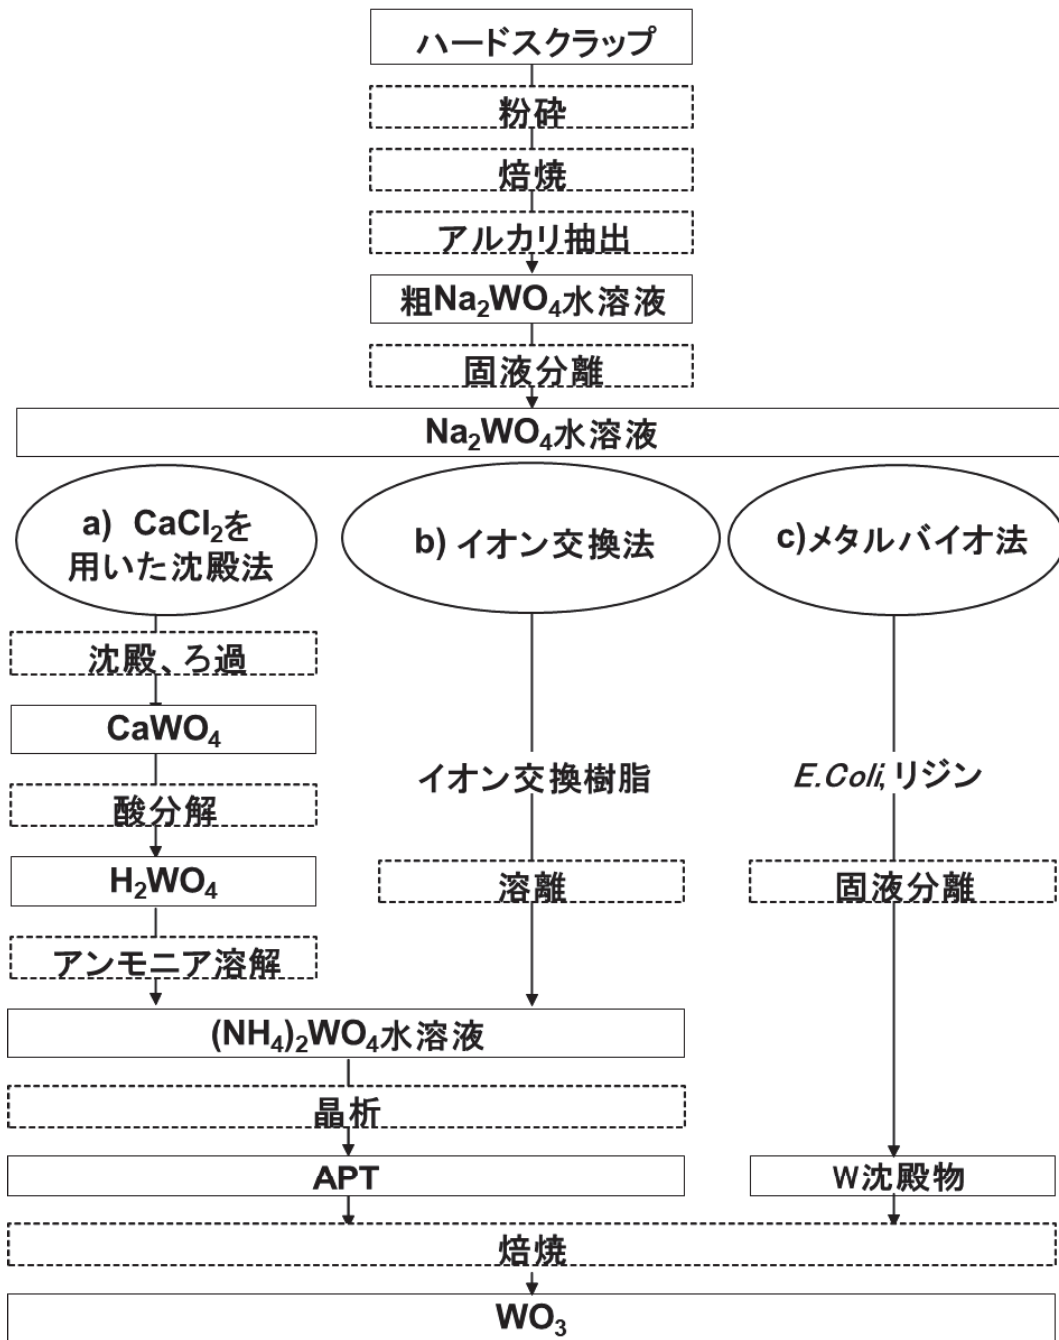 ハードスクラップ
粉砕
焙焼
アルカリ抽出
粗Na₂WO₄水溶液
固液分離
Na₂WO₄水溶液
a) CaCl₂を
用いた沈殿法
b) イオン交換法
c)メタルバイオ法
沈殿、ろ過
CaWO₄
酸分解
H₂WO₄
アンモニア溶解
イオン交換樹脂
溶離
E.Coli, リジン
固液分離
(NH₄)₂WO₄水溶液
晶析
APT
W沈殿物
焙焼
WO₃